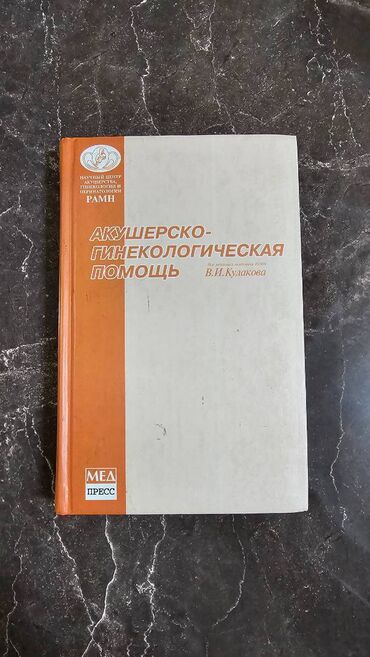 НАУЧНЫЙ ЦЕНТР
АКУШЕРСТВА,
ГИНЕКОЛОГИИ И
ПЕРИНАТОЛОГИИ
РАМН
АКУШЕРСКО-
ГИНЕКОЛОГИЧЕСКАЯ
ПОМОЩЬ
В.И.Кулакова
МЕД
ПРЕСС